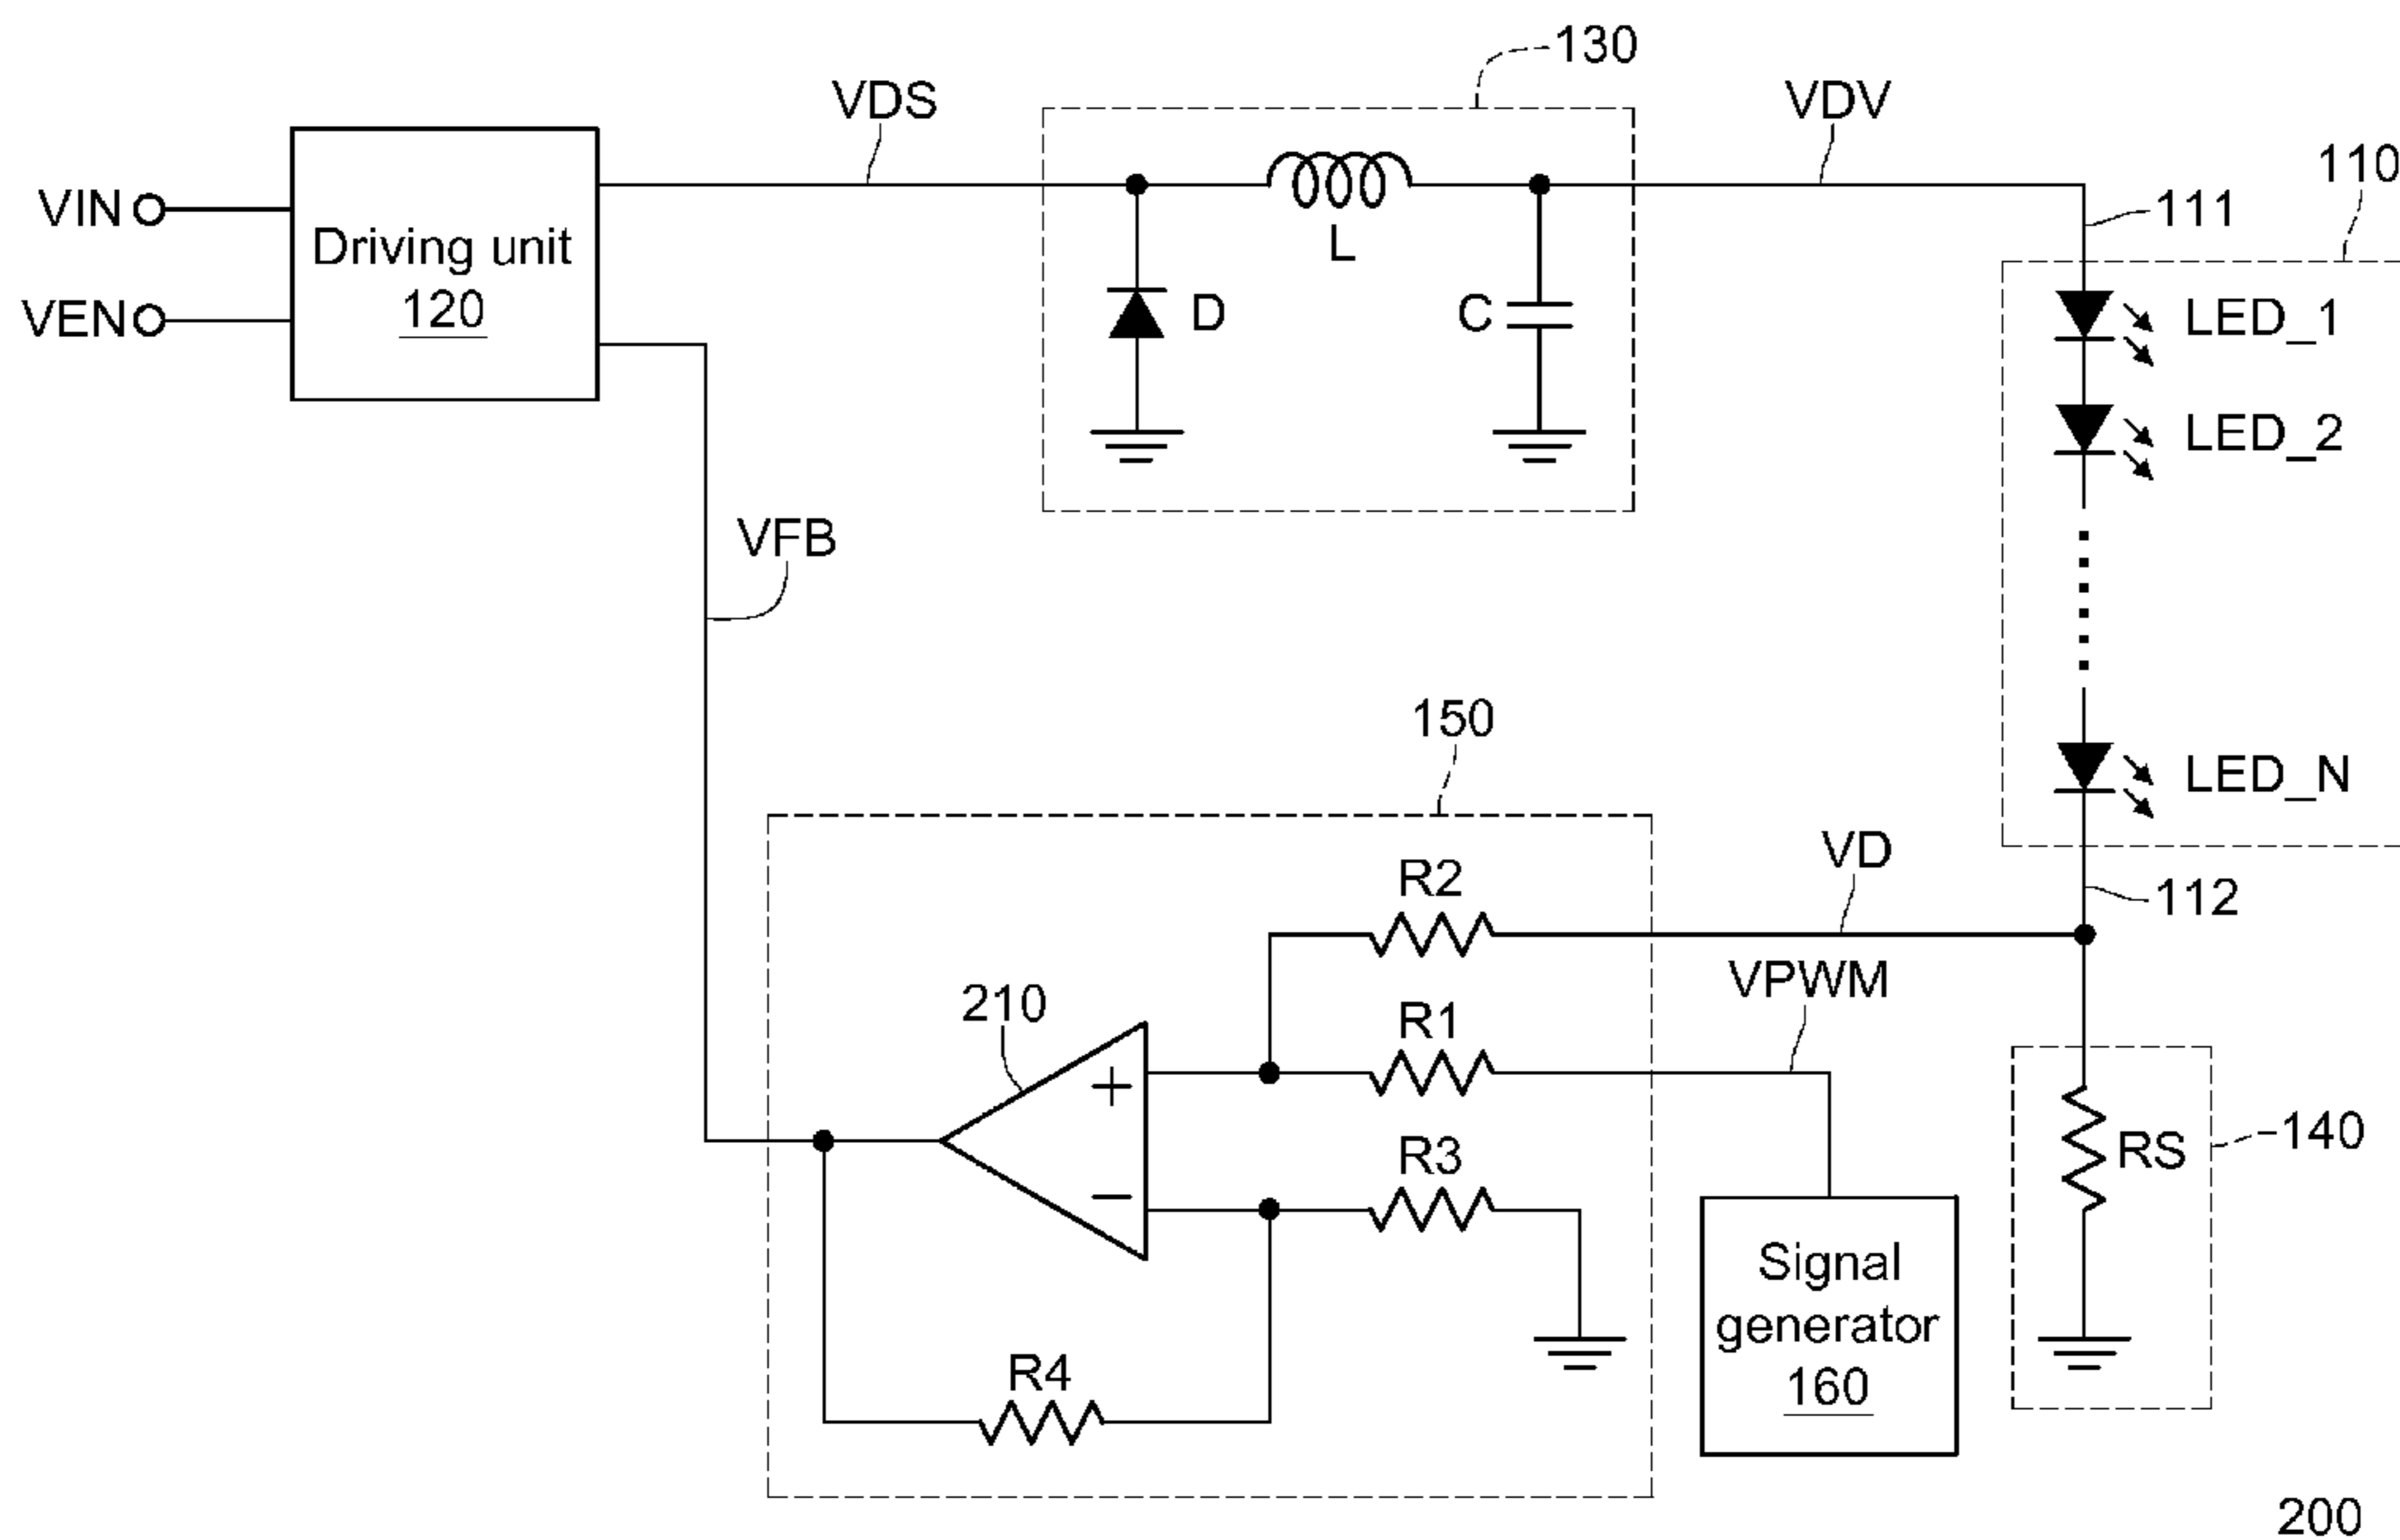 130
VDS
VDV
110
VIN
111
Driving unit
120
L
VEN
D
C
LED_1
LED_2
VFB
150
LED_N
VD
R2
112
VPWM
210
R1
+
R3
140
RS
−
Signal
generator
160
R4
200